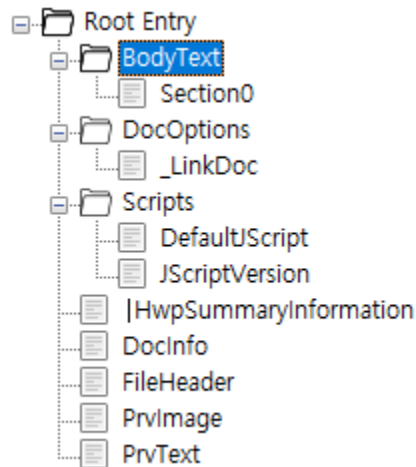 Root Entry
BodyText
Section0
DocOptions
_LinkDoc
Scripts
DefaultJScript
JScriptVersion
|HwpSummaryInformation
DocInfo
FileHeader
PrvImage
PrvText